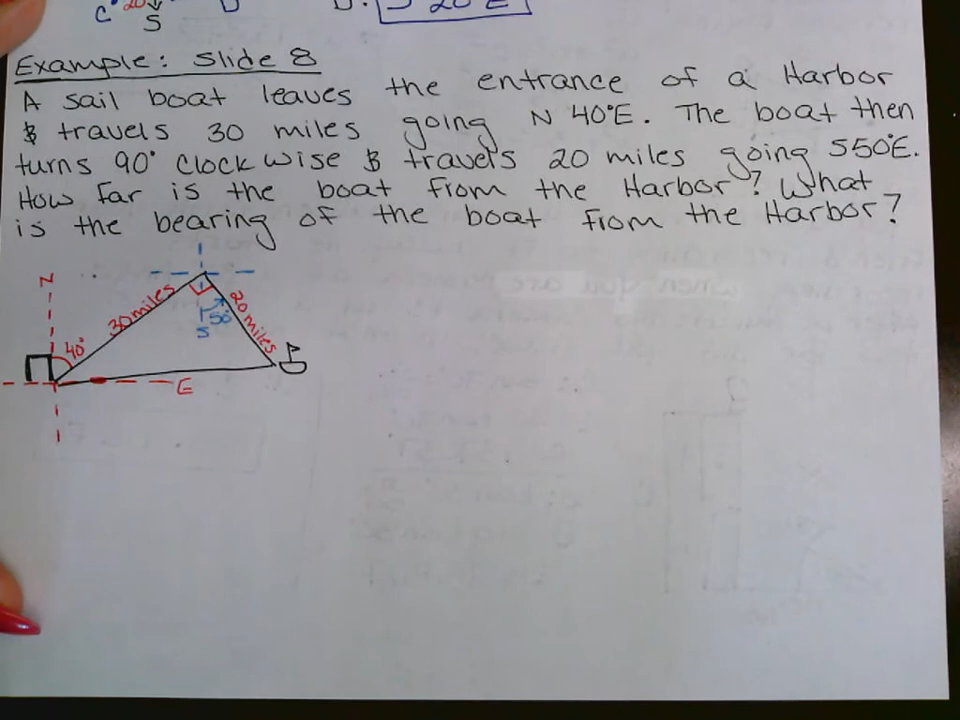 C 20 S
S 20°E
Example: Slide 8
A sail boat leaves the entrance of a Harbor
& travels 30 miles going N 40°E. The boat then
turns 90° Clockwise & travels 20 miles going S50°E.
How far is the boat from the Harbor? What
is the bearing of the boat from the Harbor?
N
30 miles
20 miles
50°
S
40°
E